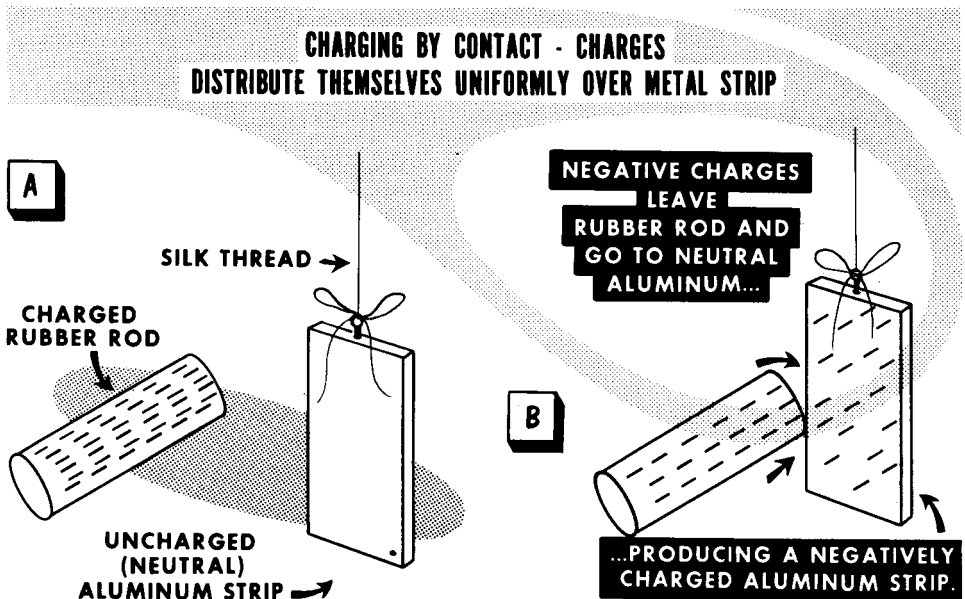 CHARGING BY CONTACT - CHARGES
DISTRIBUTE THEMSELVES UNIFORMLY OVER METAL STRIP
A
SILK THREAD
CHARGED
RUBBER ROD
UNCHARGED
(NEUTRAL)
ALUMINUM STRIP
B
NEGATIVE CHARGES
LEAVE
RUBBER ROD AND
GO TO NEUTRAL
ALUMINUM...
...PRODUCING A NEGATIVELY
CHARGED ALUMINUM STRIP.